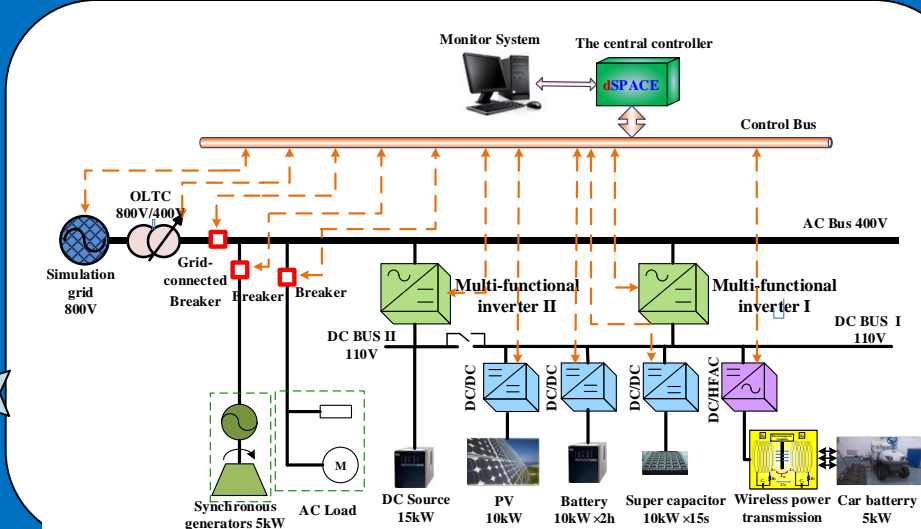 Monitor System
The central controller
dSPACE
Control Bus
OLTC
800V/400V
AC Bus 400V
Simulation
grid
800V
Grid-
connected
Breaker
Breaker
Breaker
Multi-functional
inverter II
Multi-functional
inverter I
DC BUS II
110V
DC BUS I
110V
DC/DC
DC/DC
DC/DC
DC/HFAC
M
Synchronous
generators 5kW
AC Load
DC Source
15kW
PV
10kW
Battery
10kW ×2h
Super capacitor
10kW ×15s
Wireless power
transmission
Car batterry
5kW